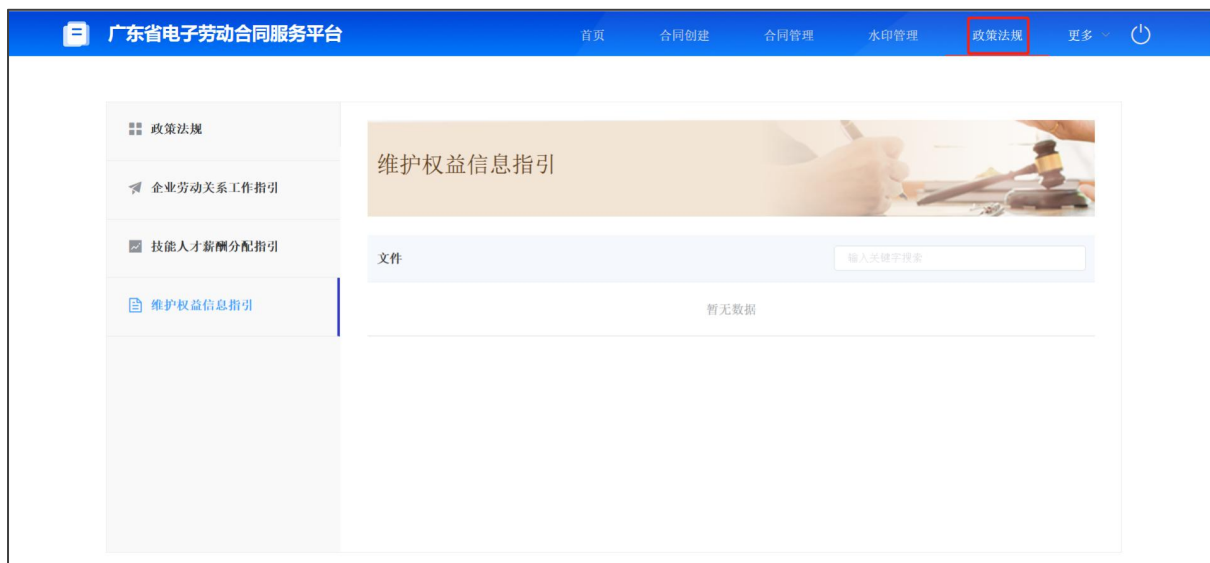 广东省电子劳动合同服务平台
首页 合同创建 合同管理 水印管理 政策法规 更多
政策法规
企业劳动关系工作指引
技能人才薪酬分配指引
维护权益信息指引
维护权益信息指引
文件
输入关键字搜索
暂无数据